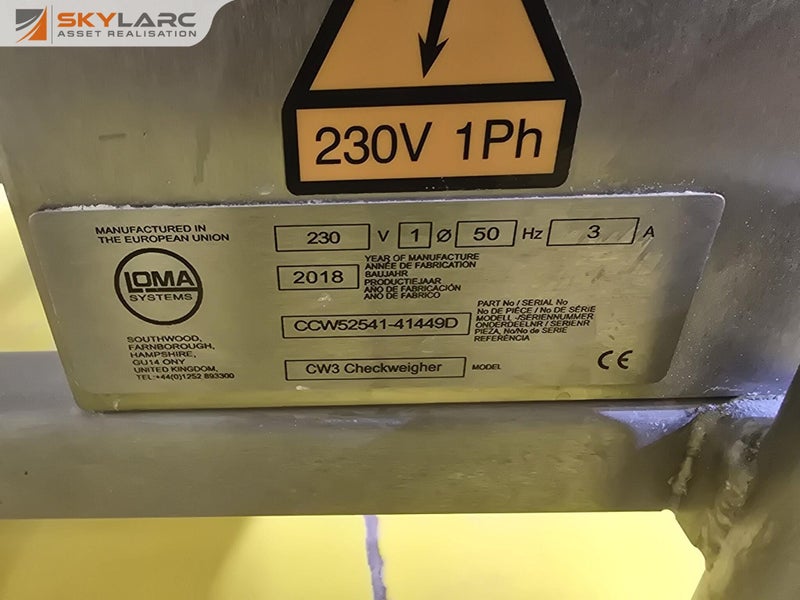 SKYLARC
ASSET REALISATION
230V 1Ph
MANUFACTURED IN
THE EUROPEAN UNION
230 V 1 Ø 50 Hz 3 A
LOMA
SYSTEMS
2018
YEAR OF MANUFACTURE
ANNÉE DE FABRICATION
BAUJAHR
PRODUCTIEJAAR
AÑO DE FABRICACIÓN
ANO DE FABRICO
CCW52541-41449D
PART No / SERIAL No
No DE PIÈCE / No DE SÉRIE
MODELL-/SERIENNUMMER
ONDERDEELNR / SERIENR
PIEZA, No/No de SERIE
REFERÊNCIA
SOUTHWOOD,
FARNBOROUGH,
HAMPSHIRE,
GU14 ONY
UNITED KINGDOM,
TEL:+44(0)1252 893300
CW3 Checkweigher MODEL
CE